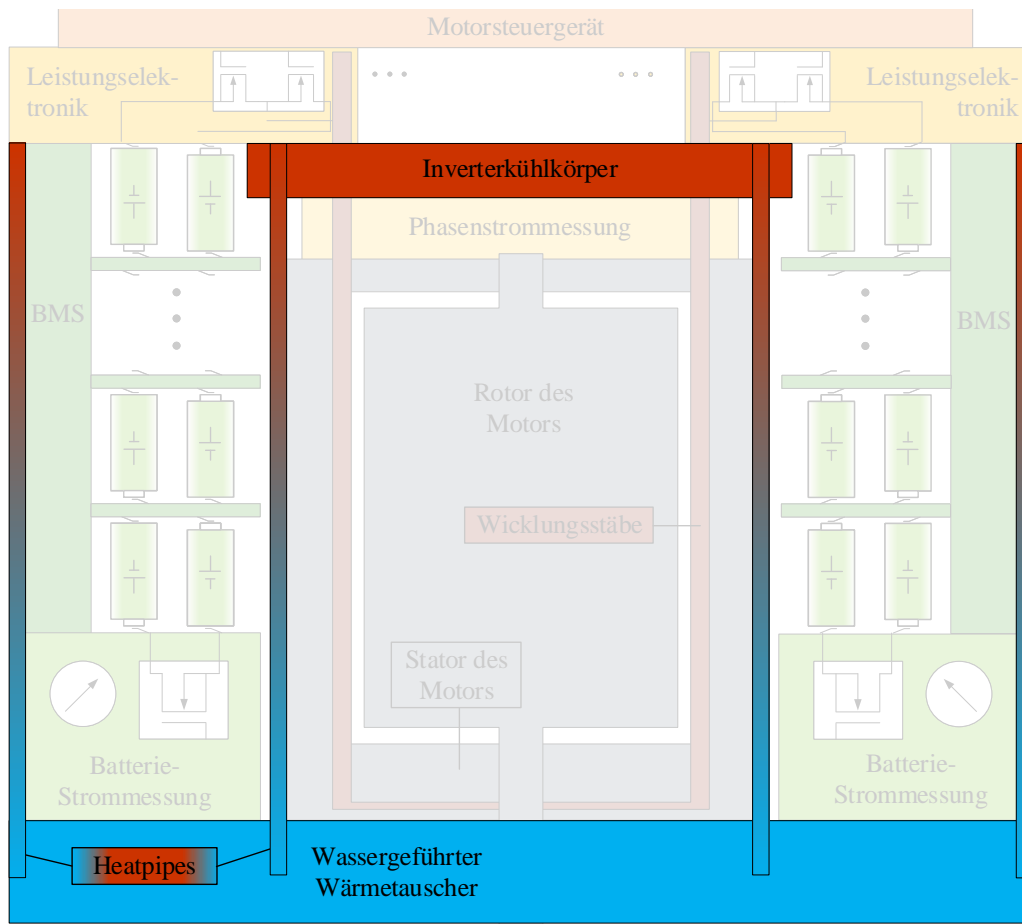 Motorsteuergerät
Leistungselek-
tronik
Leistungselek-
tronik
Inverterkühlkörper
Phasenstrommessung
BMS
BMS
Rotor des
Motors
Wicklungsstäbe
Stator des
Motors
Batterie-
Strommessung
Batterie-
Strommessung
Heatpipes
Wassergeführter
Wärmetauscher